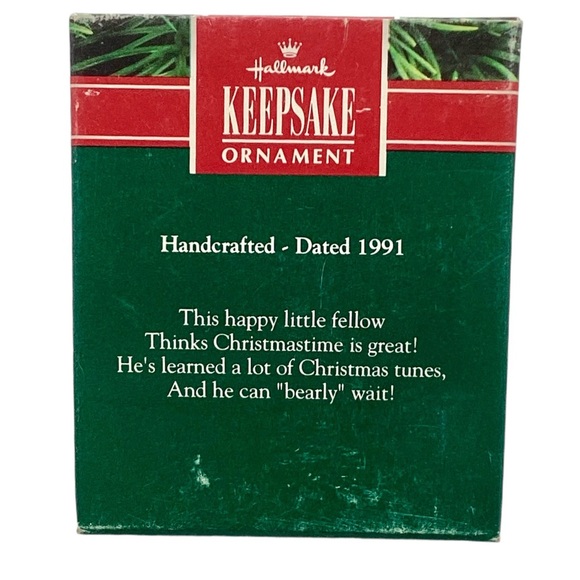 Hallmark
KEEPSAKE
ORNAMENT
Handcrafted - Dated 1991
This happy little fellow
Thinks Christmastime is great!
He's learned a lot of Christmas tunes,
And he can "bearly" wait!